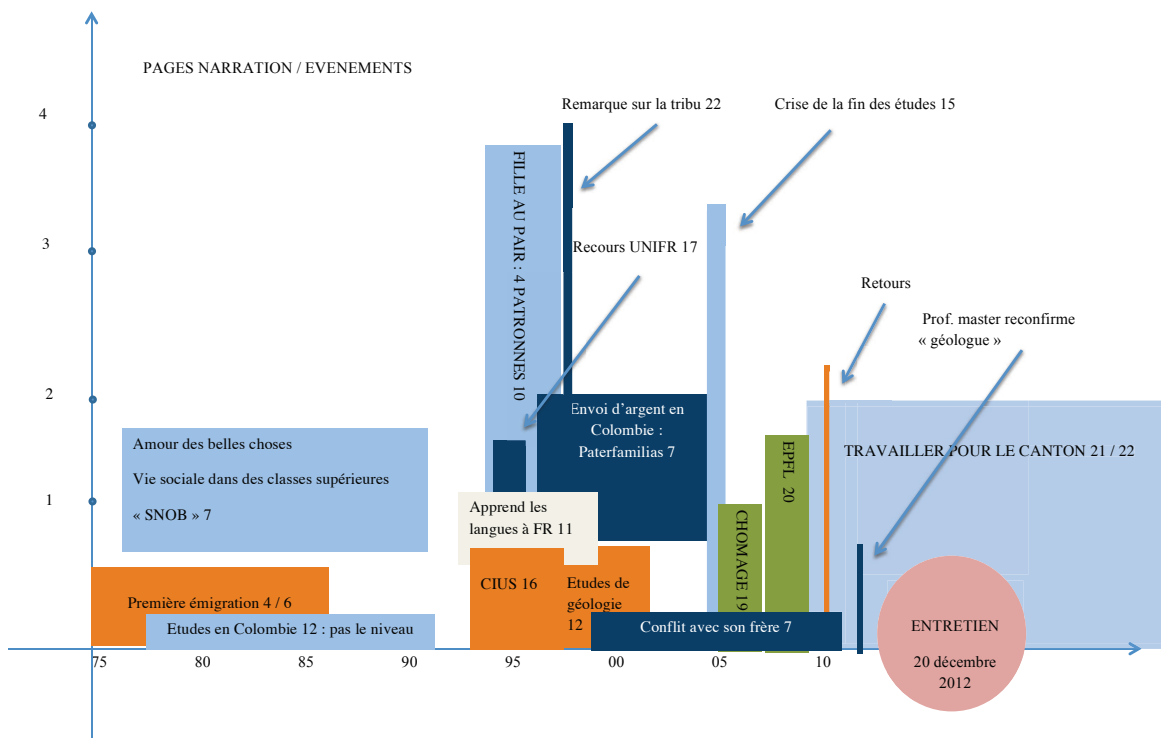 PAGES NARRATION / EVENEMENTS
4
3
2
1
Remarque sur la tribu 22
Crise de la fin des études 15
FILLE AU PAIR : 4 PATRONNES 10
Recours UNIFR 17
Retours
Prof. master reconfirme
« géologue »
Envoi d’argent en
Colombie :
Paterfamilias 7
Amour des belles choses
Vie sociale dans des classes supérieures
« SNOB » 7
EPFL 20
TRAVAILLER POUR LE CANTON 21 / 22
Apprend les
langues à FR 11
CHOMAGE 19
CIUS 16
Etudes de
géologie
12
Première émigration 4 / 6
Etudes en Colombie 12 : pas le niveau
Conflit avec son frère 7
ENTRETIEN
20 décembre
2012
75 80 85 90 95 00 05 10